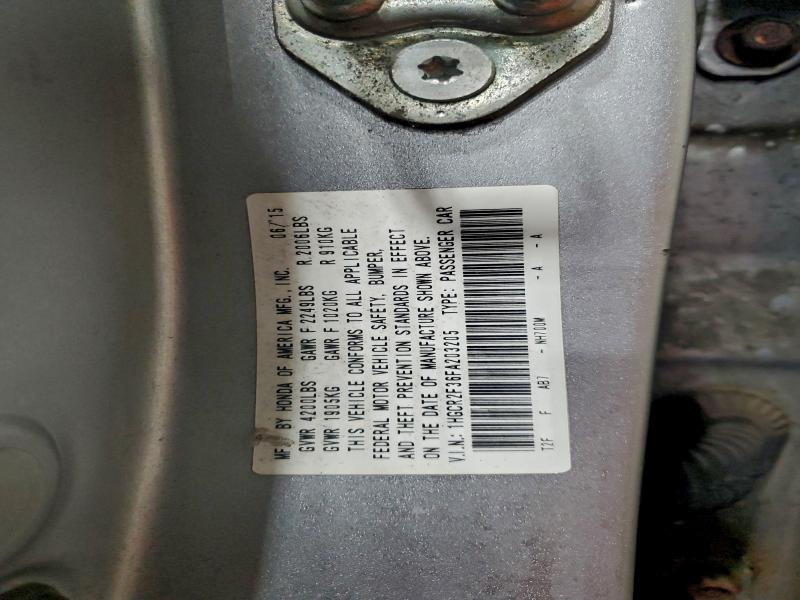 MFD. BY HONDA OF AMERICA MFG., INC. 06/'15
GVWR 4200LBS GAWR F 2249LBS R 2006LBS
GVWR 1905KG GAWR F 1020KG R 910KG
THIS VEHICLE CONFORMS TO ALL APPLICABLE
FEDERAL MOTOR VEHICLE SAFETY, BUMPER,
AND THEFT PREVENTION STANDARDS IN EFFECT
ON THE DATE OF MANUFACTURE SHOWN ABOVE.
V.I.N.: 1HGCR2F36FA203205 TYPE: PASSENGER CAR
T2F F AB7 - NH700M - A - A